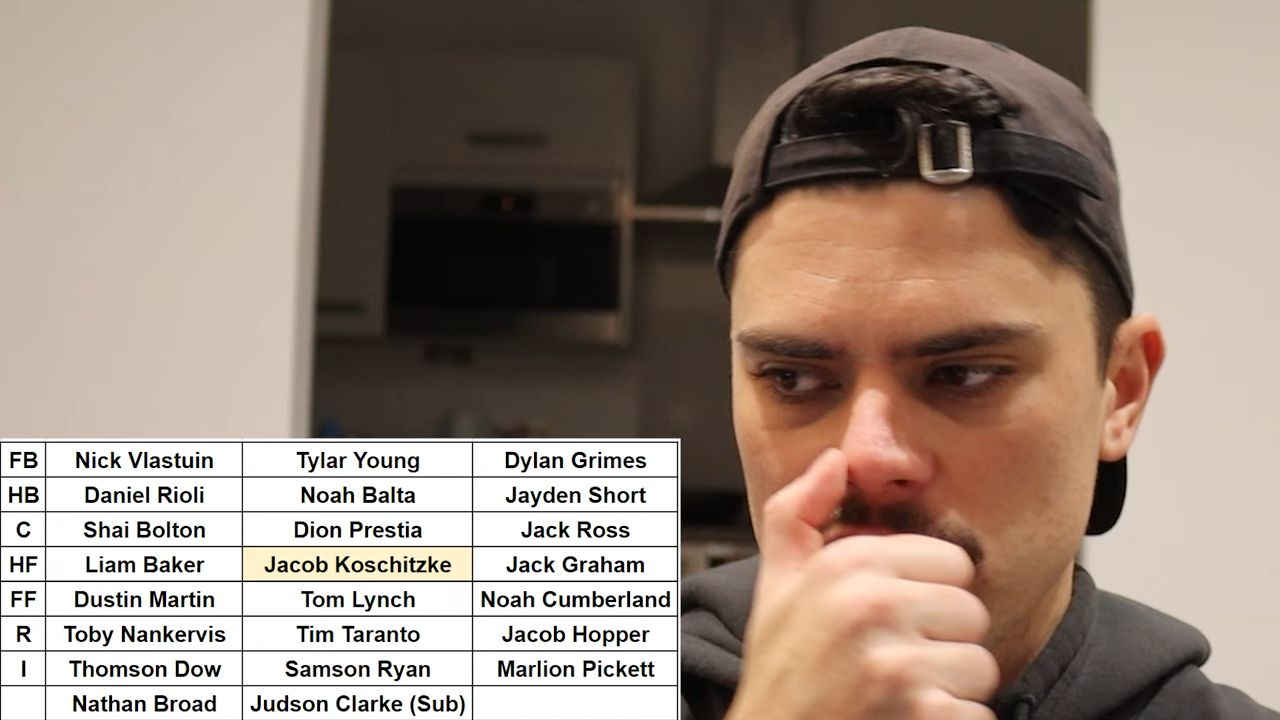 FB Nick Vlastuin Tylar Young Dylan Grimes
HB Daniel Rioli Noah Balta Jayden Short
C Shai Bolton Dion Prestia Jack Ross
HF Liam Baker Jacob Koschitzke Jack Graham
FF Dustin Martin Tom Lynch Noah Cumberland
R Toby Nankervis Tim Taranto Jacob Hopper
I Thomson Dow Samson Ryan Marlion Pickett
Nathan Broad Judson Clarke (Sub)